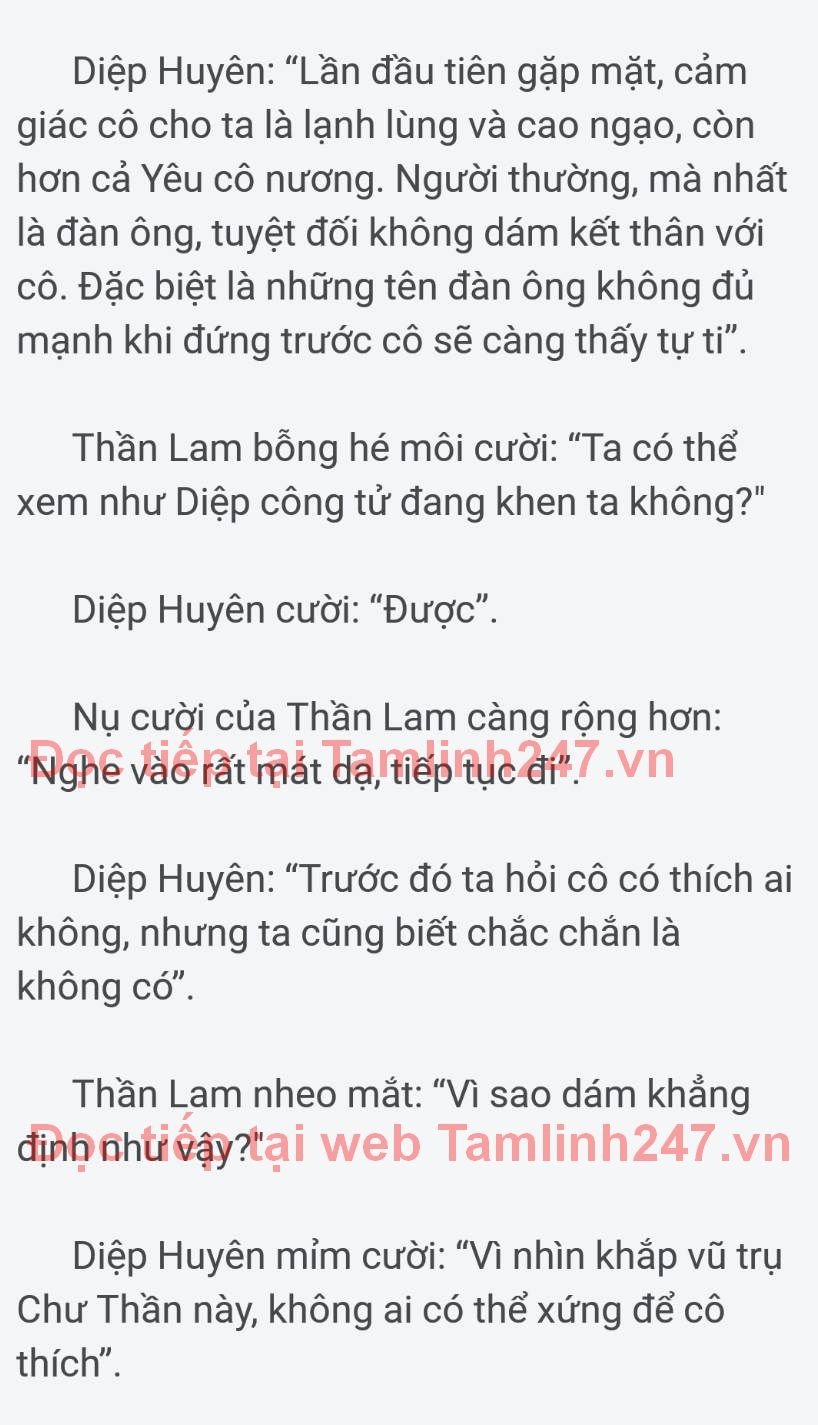 Diệp Huyên: “Lần đầu tiên gặp mặt, cảm
giác cô cho ta là lạnh lùng và cao ngạo, còn
hơn cả Yêu cô nương. Người thường, mà nhất
là đàn ông, tuyệt đối không dám kết thân với
cô. Đặc biệt là những tên đàn ông không đủ
mạnh khi đứng trước cô sẽ càng thấy tự ti”.
Thần Lam bỗng hé môi cười: “Ta có thể
xem như Diệp công tử đang khen ta không?"
Diệp Huyên cười: “Được”.
Nụ cười của Thần Lam càng rộng hơn:
Đọc tiếp tại Tamlinh247.vn
“Nghe vào rất mát dạ, tiếp tục đi”.
Diệp Huyên: “Trước đó ta hỏi cô có thích ai
không, nhưng ta cũng biết chắc chắn là
không có”.
Thần Lam nheo mắt: “Vì sao dám khẳng
Đọc tiếp tại web Tamlinh247.vn
định như vậy?"
Diệp Huyên mỉm cười: “Vì nhìn khắp vũ trụ
Chư Thần này, không ai có thể xứng để cô
thích”.